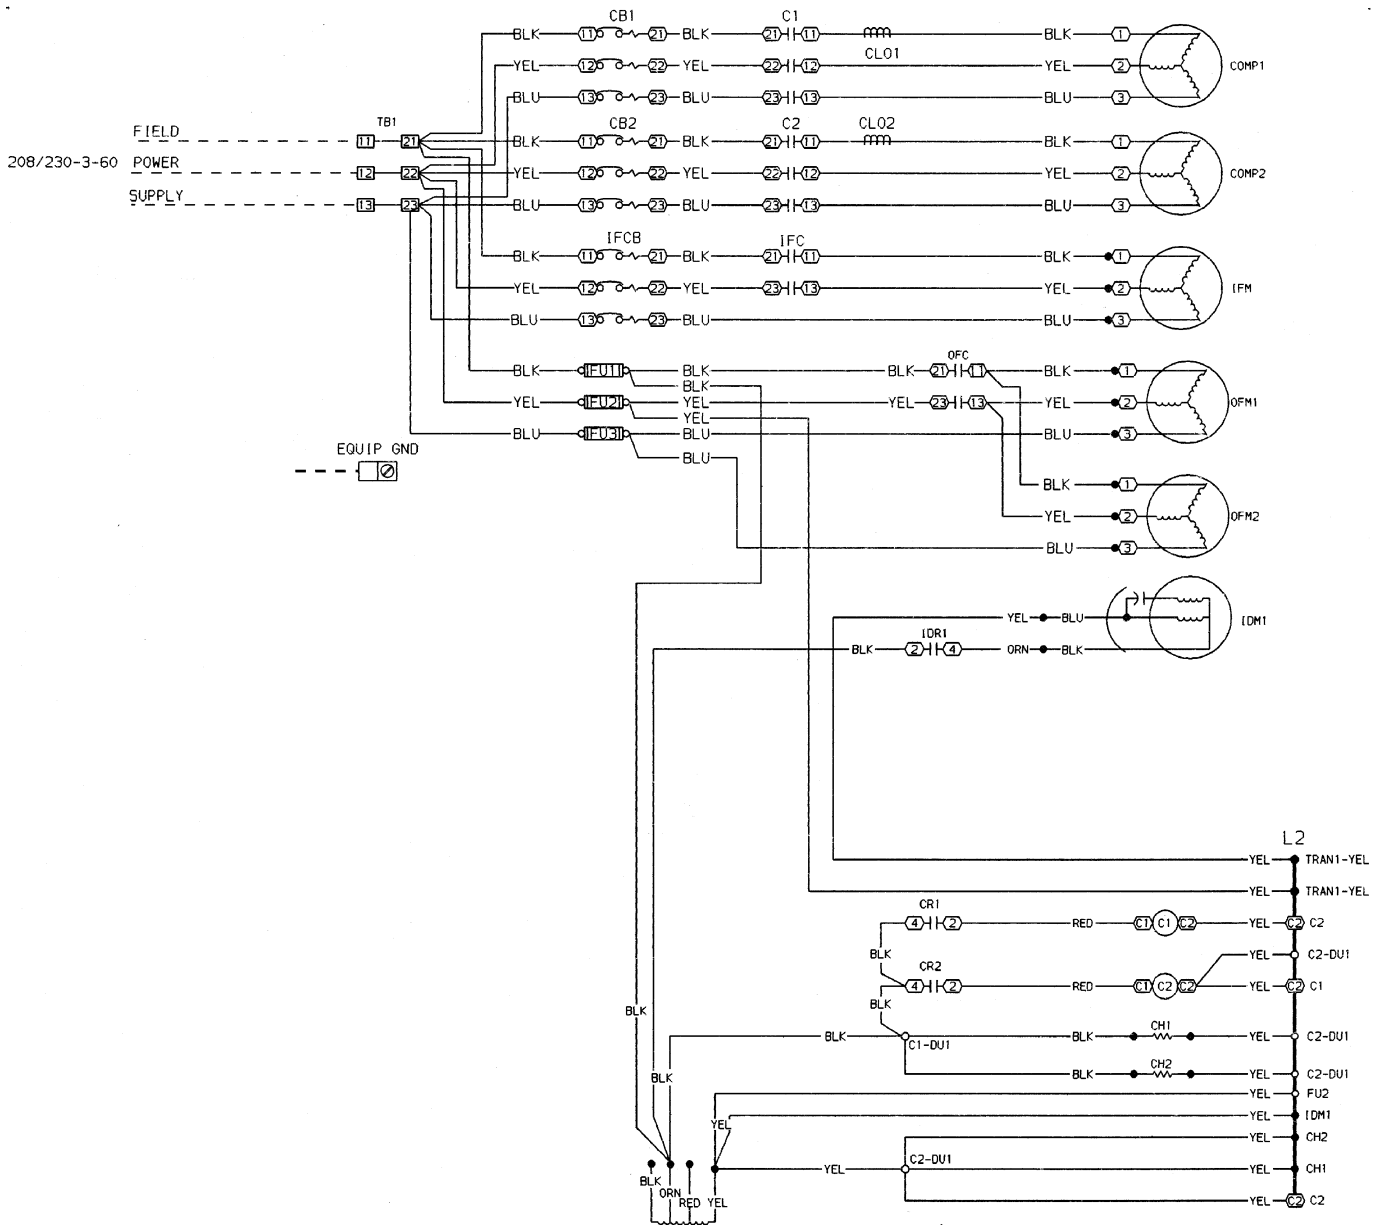 CB1 C1
BLK 11 21 BLK 21 11 BLK 1
CLO1
YEL 12 22 YEL 22 12 YEL 2 COMP1
BLU 13 23 BLU 23 13 BLU 3
TB1 CB2 C2 CLO2
FIELD 11 21 BLK 11 21 BLK 21 11 BLK 1
208/230-3-60 POWER 12 22 YEL 12 22 YEL 22 12 YEL 2 COMP2
SUPPLY 13 23 BLU 13 23 BLU 23 13 BLU 3
IFCB IFC
BLK 11 21 BLK 21 11 BLK 1
YEL 12 22 YEL 23 13 YEL 2 IFM
BLU 13 23 BLU BLU 3
OFC
BLK FU1 BLK BLK 21 11 BLK 1
BLK
YEL FU2 YEL YEL 23 13 YEL 2 OFM1
YEL
BLU FU3 BLU BLU 3
EQUIP GND BLU
BLK 1
YEL 2 OFM2
BLU 3
YEL BLU IDM1
IDR1
BLK 2 4 ORN BLK
L2
YEL TRAN1-YEL
YEL TRAN1-YEL
CR1
4 2 RED C1 C1 C2 YEL C2 C2
BLK YEL C2-DU1
CR2
4 2 RED C1 C2 C2 YEL C2 C1
BLK
BLK
CH1
BLK C1-DU1 BLK YEL C2-DU1
CH2
BLK BLK YEL C2-DU1
YEL FU2
YEL YEL IDM1
YEL CH2
C2-DU1
YEL YEL CH1
BLK ORN RED YEL YEL C2 C2